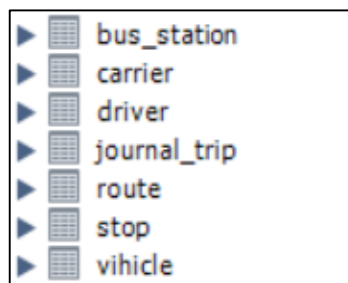 bus_station
carrier
driver
journal_trip
route
stop
vihicle